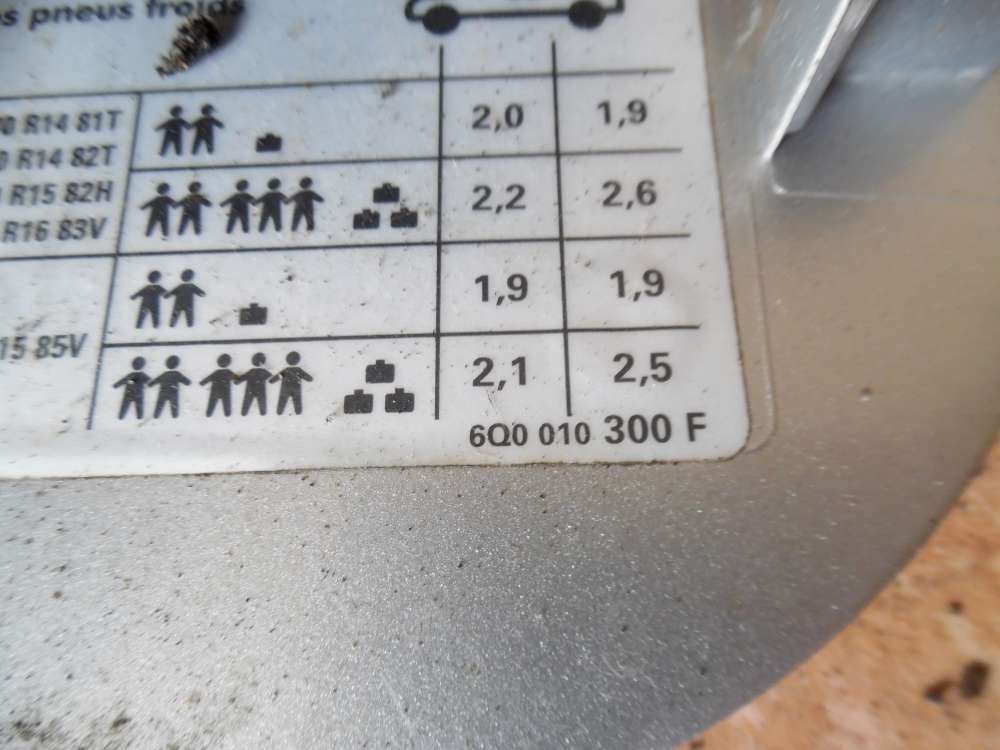 pneus froids
R14 81T 2,0 1,9
R14 82T
R15 82H 2,2 2,6
R16 83V
1,9 1,9
15 85V
2,1 2,5
6Q0 010 300 F